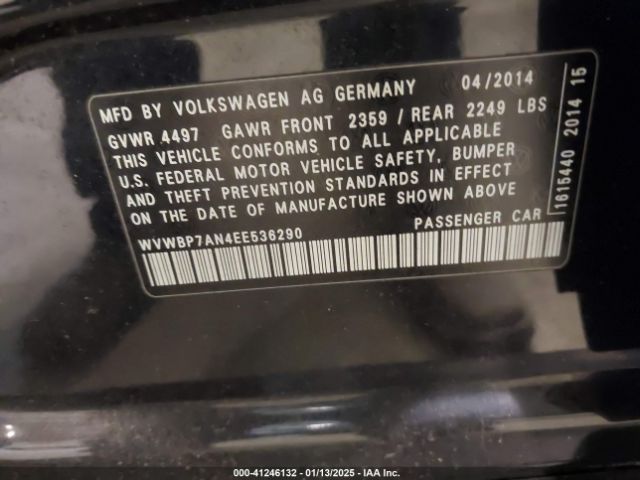 MFD BY VOLKSWAGEN AG GERMANY 04/2014
GVWR 4497 GAWR FRONT 2359 / REAR 2249 LBS
THIS VEHICLE CONFORMS TO ALL APPLICABLE
U.S. FEDERAL MOTOR VEHICLE SAFETY, BUMPER
AND THEFT PREVENTION STANDARDS IN EFFECT
ON THE DATE OF MANUFACTURE SHOWN ABOVE
WVWBP7AN4EE536290 PASSENGER CAR
1615440 2014 15
000-41246132 - 01/13/2025 - IAA Inc.